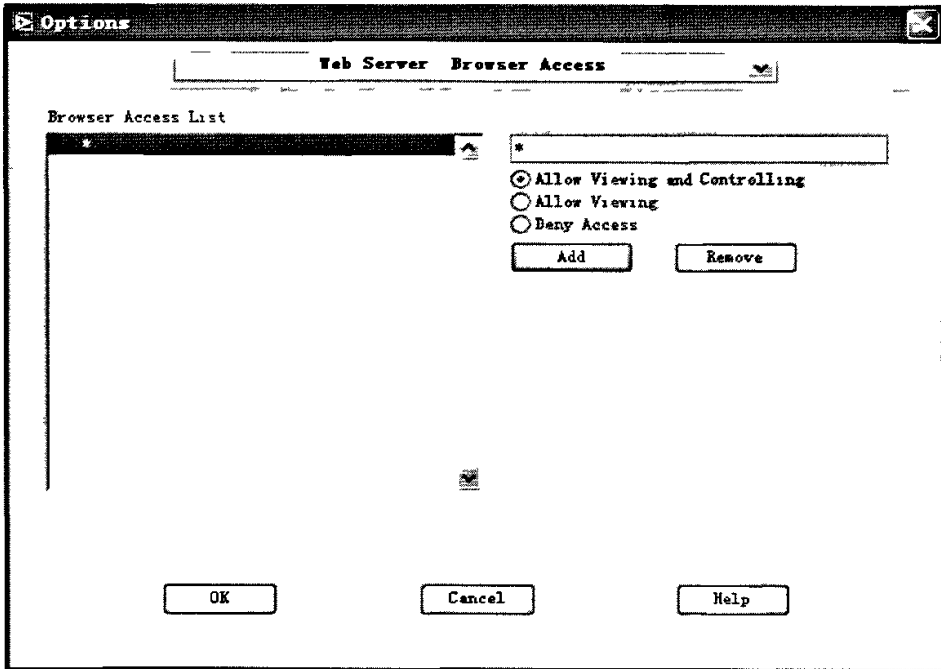 Options
Web Server Browser Access
Browser Access List
*
*
Allow Viewing and Controlling
Allow Viewing
Deny Access
Add
Remove
OK
Cancel
Help